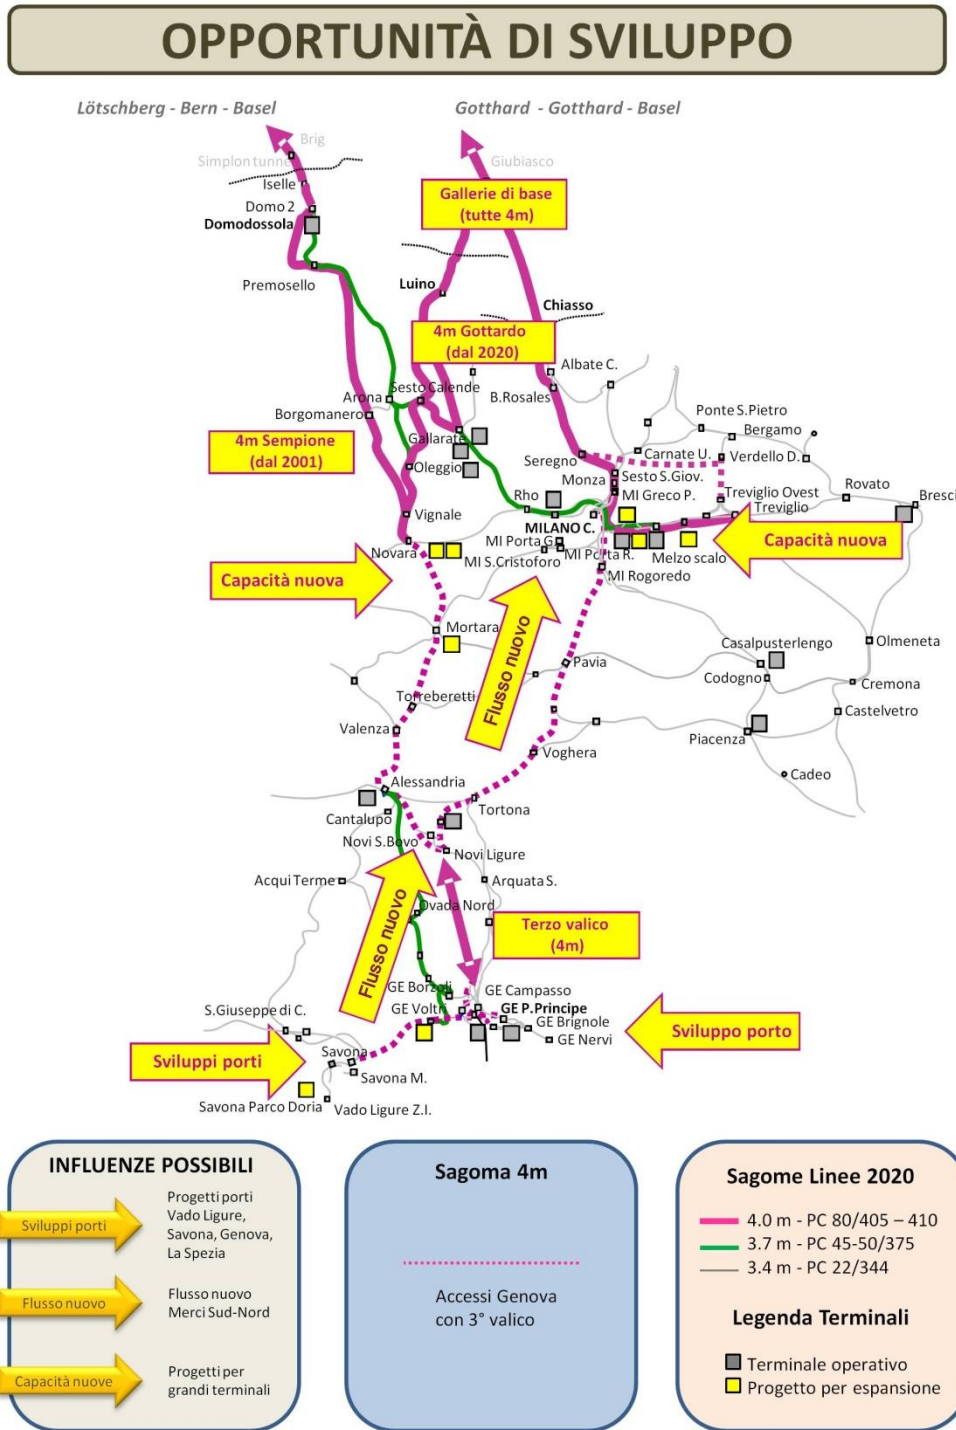 OPPORTUNITÀ DI SVILUPPO
Lötschberg - Bern - Basel
Gotthard - Gotthard - Basel
Brig
Simplon tunne
Giubiasco
Iselle
Gallerie di base
(tutte 4m)
Domo 2
Domodossola
Premosello
Luino
Chiasso
4m Gottardo
(dal 2020)
Albate C.
Sesto Calende
Arona
B.Rosales
Borgomanero
Ponte S.Pietro
Bergamo
4m Sempione
(dal 2001)
Gallarate
Oleggio
Seregno
Carnate U.
Verdello D.
Monza
Sesto S.Giov.
MI Greco P.
Rho
Treviglio Ovest
Treviglio
Rovato
Bresci
Vignale
MILANO C.
Novara
MI Porta G.
MI S.Cristoforo
MI Porta R.
Melzo scalo
Capacità nuova
MI Rogoredo
Capacità nuova
Mortara
Flusso nuovo
Casalpusterlengo
Olmeneta
Pavia
Codogno
Cremona
Torreberetti
Castelvetro
Valenza
Piacenza
Voghera
Cadeo
Alessandria
Cantalupo
Tortona
Novi S.Bovo
Novi Ligure
Acqui Terme
Arquata S.
Flusso nuovo
Ovada Nord
Terzo valico
(4m)
GE Borzoli
GE Campasso
S.Giuseppe di C.
GE Voltri
GE P.Principe
GE Brignole
GE Nervi
Sviluppo porto
Sviluppi porti
Savona
Savona M.
Savona Parco Doria
Vado Ligure Z.I.
INFLUENZE POSSIBILI
Sviluppi porti
Progetti porti
Vado Ligure,
Savona, Genova,
La Spezia
Flusso nuovo
Flusso nuovo
Merci Sud-Nord
Capacità nuove
Progetti per
grandi terminali
Sagoma 4m
Accessi Genova
con 3° valico
Sagome Linee 2020
4.0 m - PC 80/405 – 410
3.7 m - PC 45-50/375
3.4 m - PC 22/344
Legenda Terminali
Terminale operativo
Progetto per espansione